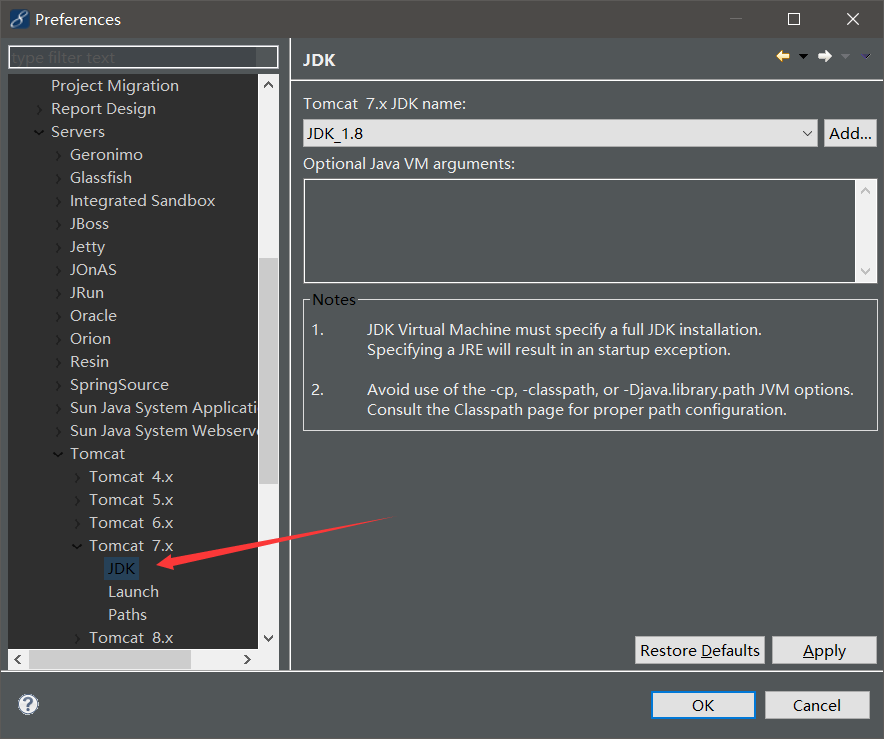 Preferences
type filter text
Project Migration
Report Design
Servers
Geronimo
Glassfish
Integrated Sandbox
JBoss
Jetty
JOnAS
JRun
Oracle
Orion
Resin
SpringSource
Sun Java System Applicati
Sun Java System Webserve
Tomcat
Tomcat 4.x
Tomcat 5.x
Tomcat 6.x
Tomcat 7.x
JDK
Launch
Paths
Tomcat 8.x
JDK
Tomcat 7.x JDK name:
JDK_1.8
Add...
Optional Java VM arguments:
Notes
1. JDK Virtual Machine must specify a full JDK installation.
Specifying a JRE will result in an startup exception.
2. Avoid use of the -cp, -classpath, or -Djava.library.path JVM options.
Consult the Classpath page for proper path configuration.
Restore Defaults
Apply
OK
Cancel